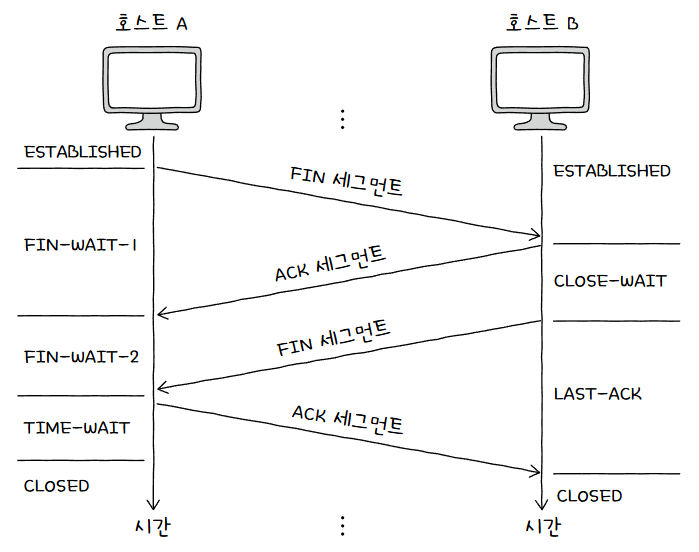 호스트 A
호스트 B
⋮
ESTABLISHED
ESTABLISHED
FIN 세그먼트
FIN-WAIT-1
ACK 세그먼트
CLOSE-WAIT
FIN 세그먼트
FIN-WAIT-2
LAST-ACK
ACK 세그먼트
TIME-WAIT
CLOSED
CLOSED
시간
⋮
시간